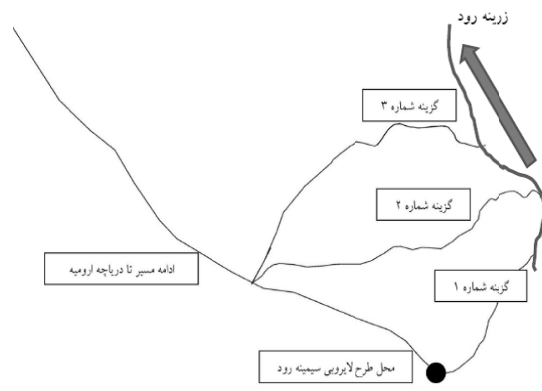 زرینه رود
گزینه شماره ۳
گزینه شماره ۲
ادامه مسیر تا دریاچه ارومیه
گزینه شماره ۱
محل طرح لایروبی سیمینه رود